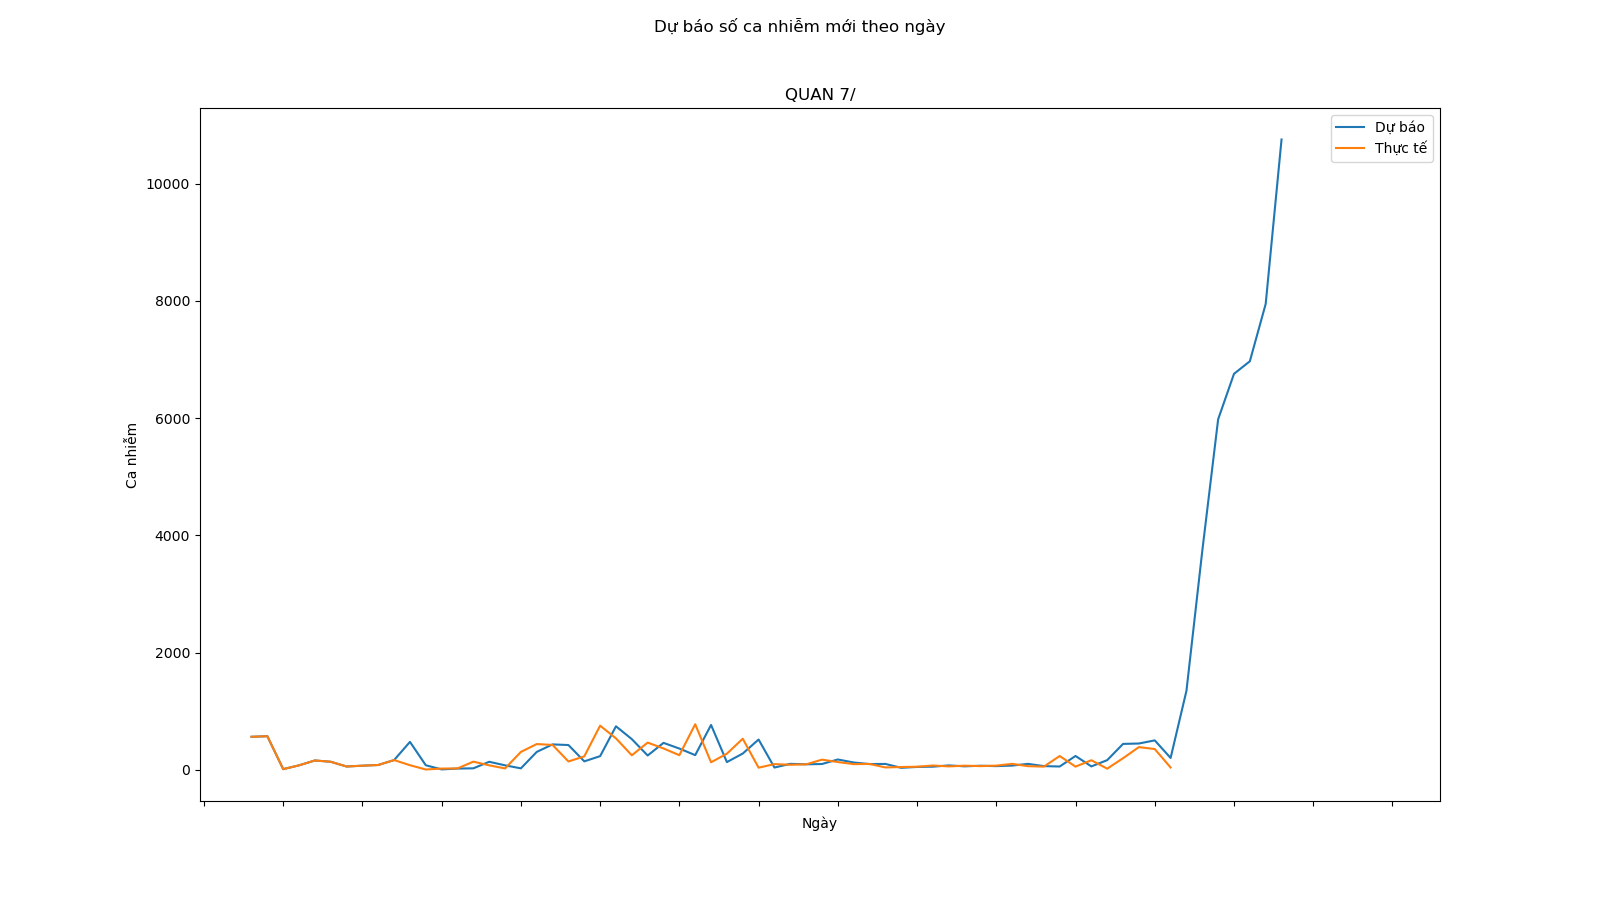 Dự báo số ca nhiễm mới theo ngày
QUAN 7/
Dự báo
Thực tế
10000
8000
6000
4000
2000
0
Ca nhiễm
Ngày